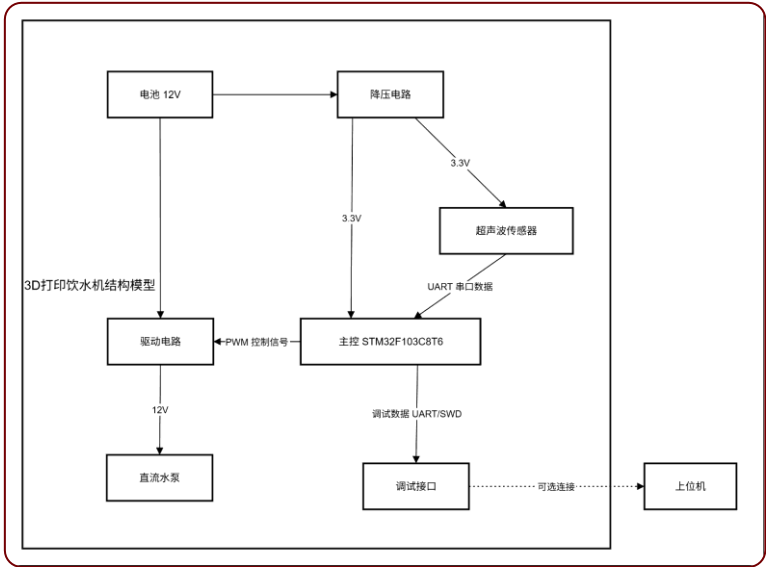 电池 12V
降压电路
3.3V
3.3V
超声波传感器
3D打印饮水机结构模型
UART 串口数据
驱动电路
PWM 控制信号
主控 STM32F103C8T6
12V
调试数据 UART/SWD
直流水泵
调试接口
可选连接
上位机